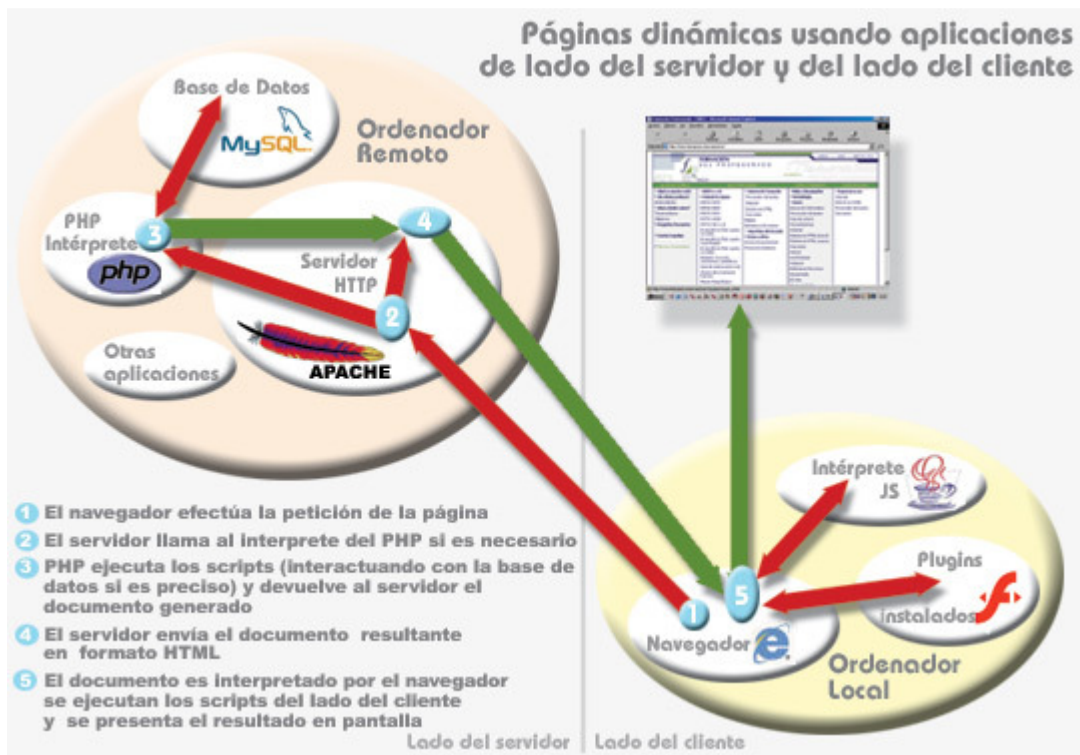 Páginas dinámicas usando aplicaciones
de lado del servidor y del lado del cliente
Base de Datos
MySQL
Ordenador
Remoto
PHP
Intérprete
3
php
4
Servidor
HTTP
2
APACHE
Otras
aplicaciones
Intérprete
JS
Plugins
instalados
1
5
Navegador
Ordenador
Local
1 El navegador efectúa la petición de la página
2 El servidor llama al interprete del PHP si es necesario
3 PHP ejecuta los scripts (interactuando con la base de
datos si es preciso) y devuelve al servidor el
documento generado
4 El servidor envía el documento resultante
en formato HTML
5 El documento es interpretado por el navegador
se ejecutan los scripts del lado del cliente
y se presenta el resultado en pantalla
Lado del servidor
Lado del cliente